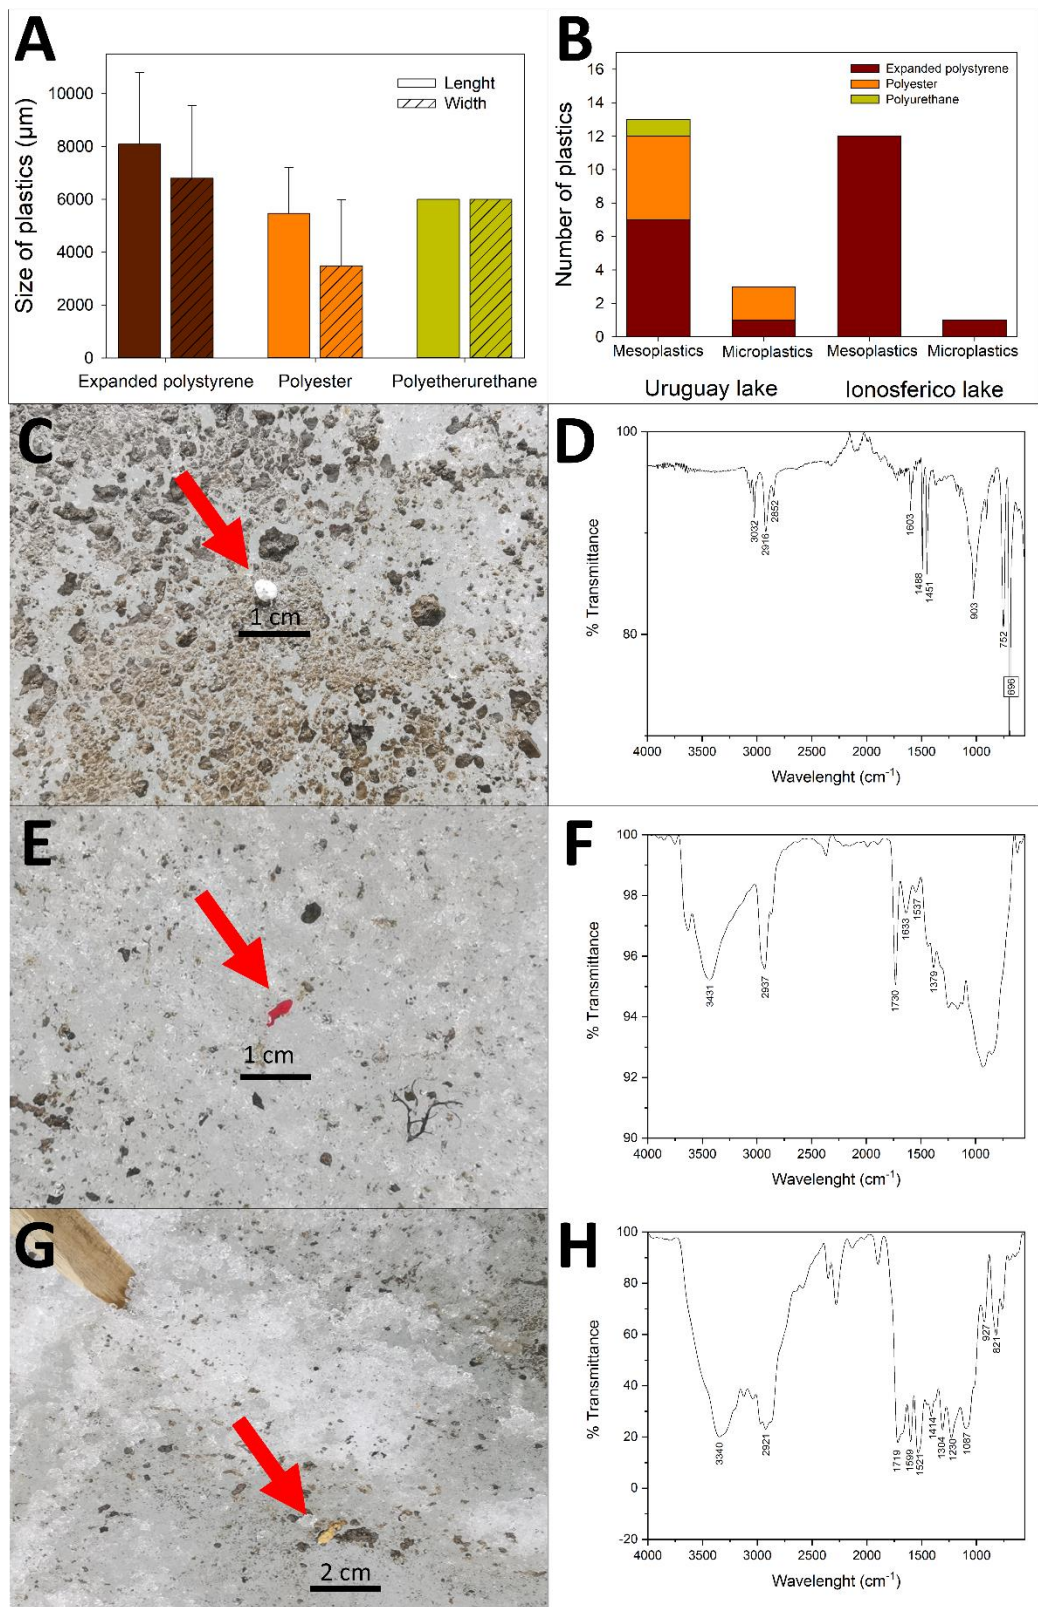 A
Size of plastics (μm)
10000
8000
6000
4000
2000
0
Lenght
Width
Expanded polystyrene Polyester Polyetherurethane
B
Number of plastics
16
14
12
10
8
6
4
2
0
Expanded polystyrene
Polyester
Polyurethane
Mesoplastics Microplastics Mesoplastics Microplastics
Uruguay lake Ionosferico lake
C
1 cm
D
% Transmittance
100
80
3032
2916
2852
1603
1488
1451
903
752
696
4000 3500 3000 2500 2000 1500 1000
Wavelenght (cm⁻¹)
E
1 cm
F
% Transmittance
100
98
96
94
92
90
3431
2937
1730
1633
1537
1379
4000 3500 3000 2500 2000 1500 1000
Wavelenght (cm⁻¹)
G
2 cm
H
% Transmittance
100
80
60
40
20
0
-20
3340
2921
1719
1599
1521
1414
1304
1230
1087
927
821
4000 3500 3000 2500 2000 1500 1000
Wavelenght (cm⁻¹)